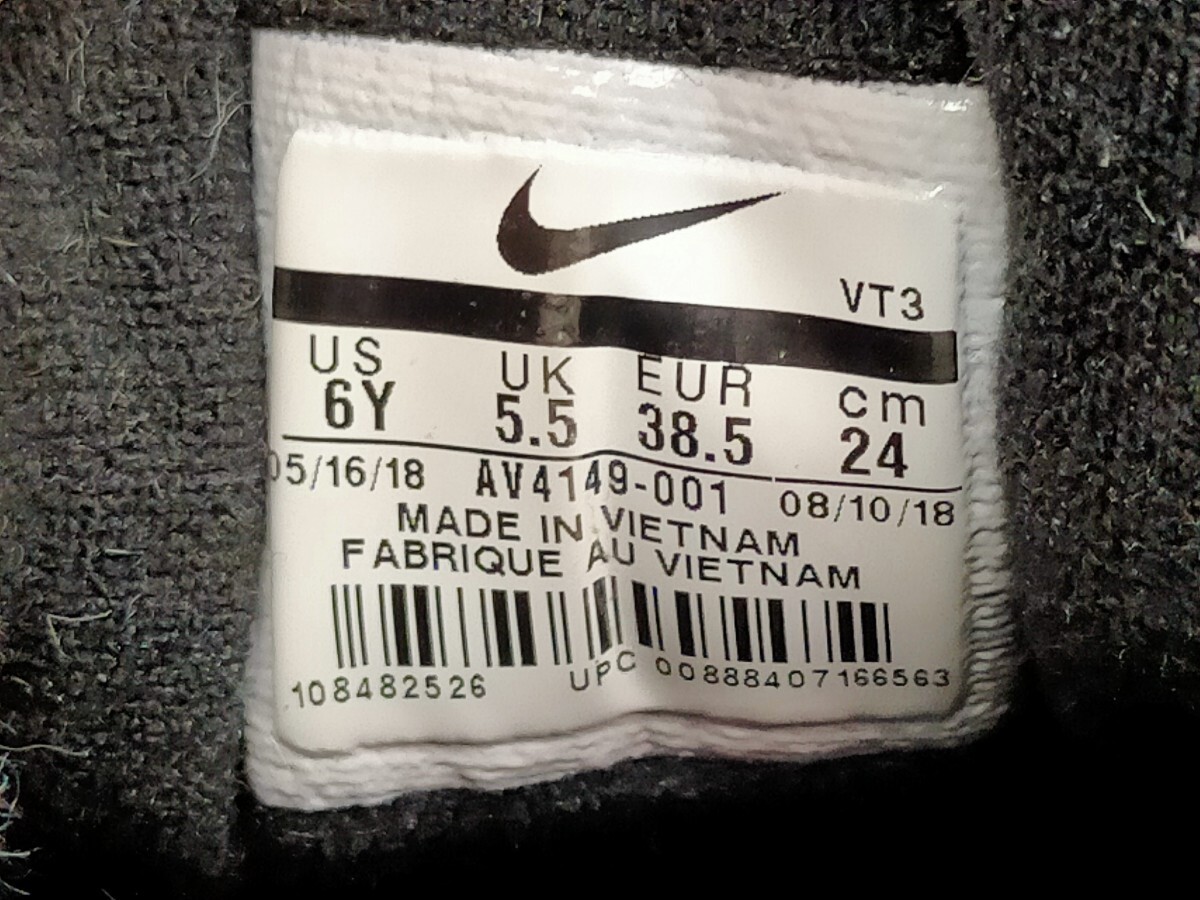 VT3
US UK EUR cm
6Y 5.5 38.5 24
05/16/18 AV4149-001 08/10/18
MADE IN VIETNAM
FABRIQUE AU VIETNAM
108482526 UPC 00888407166563